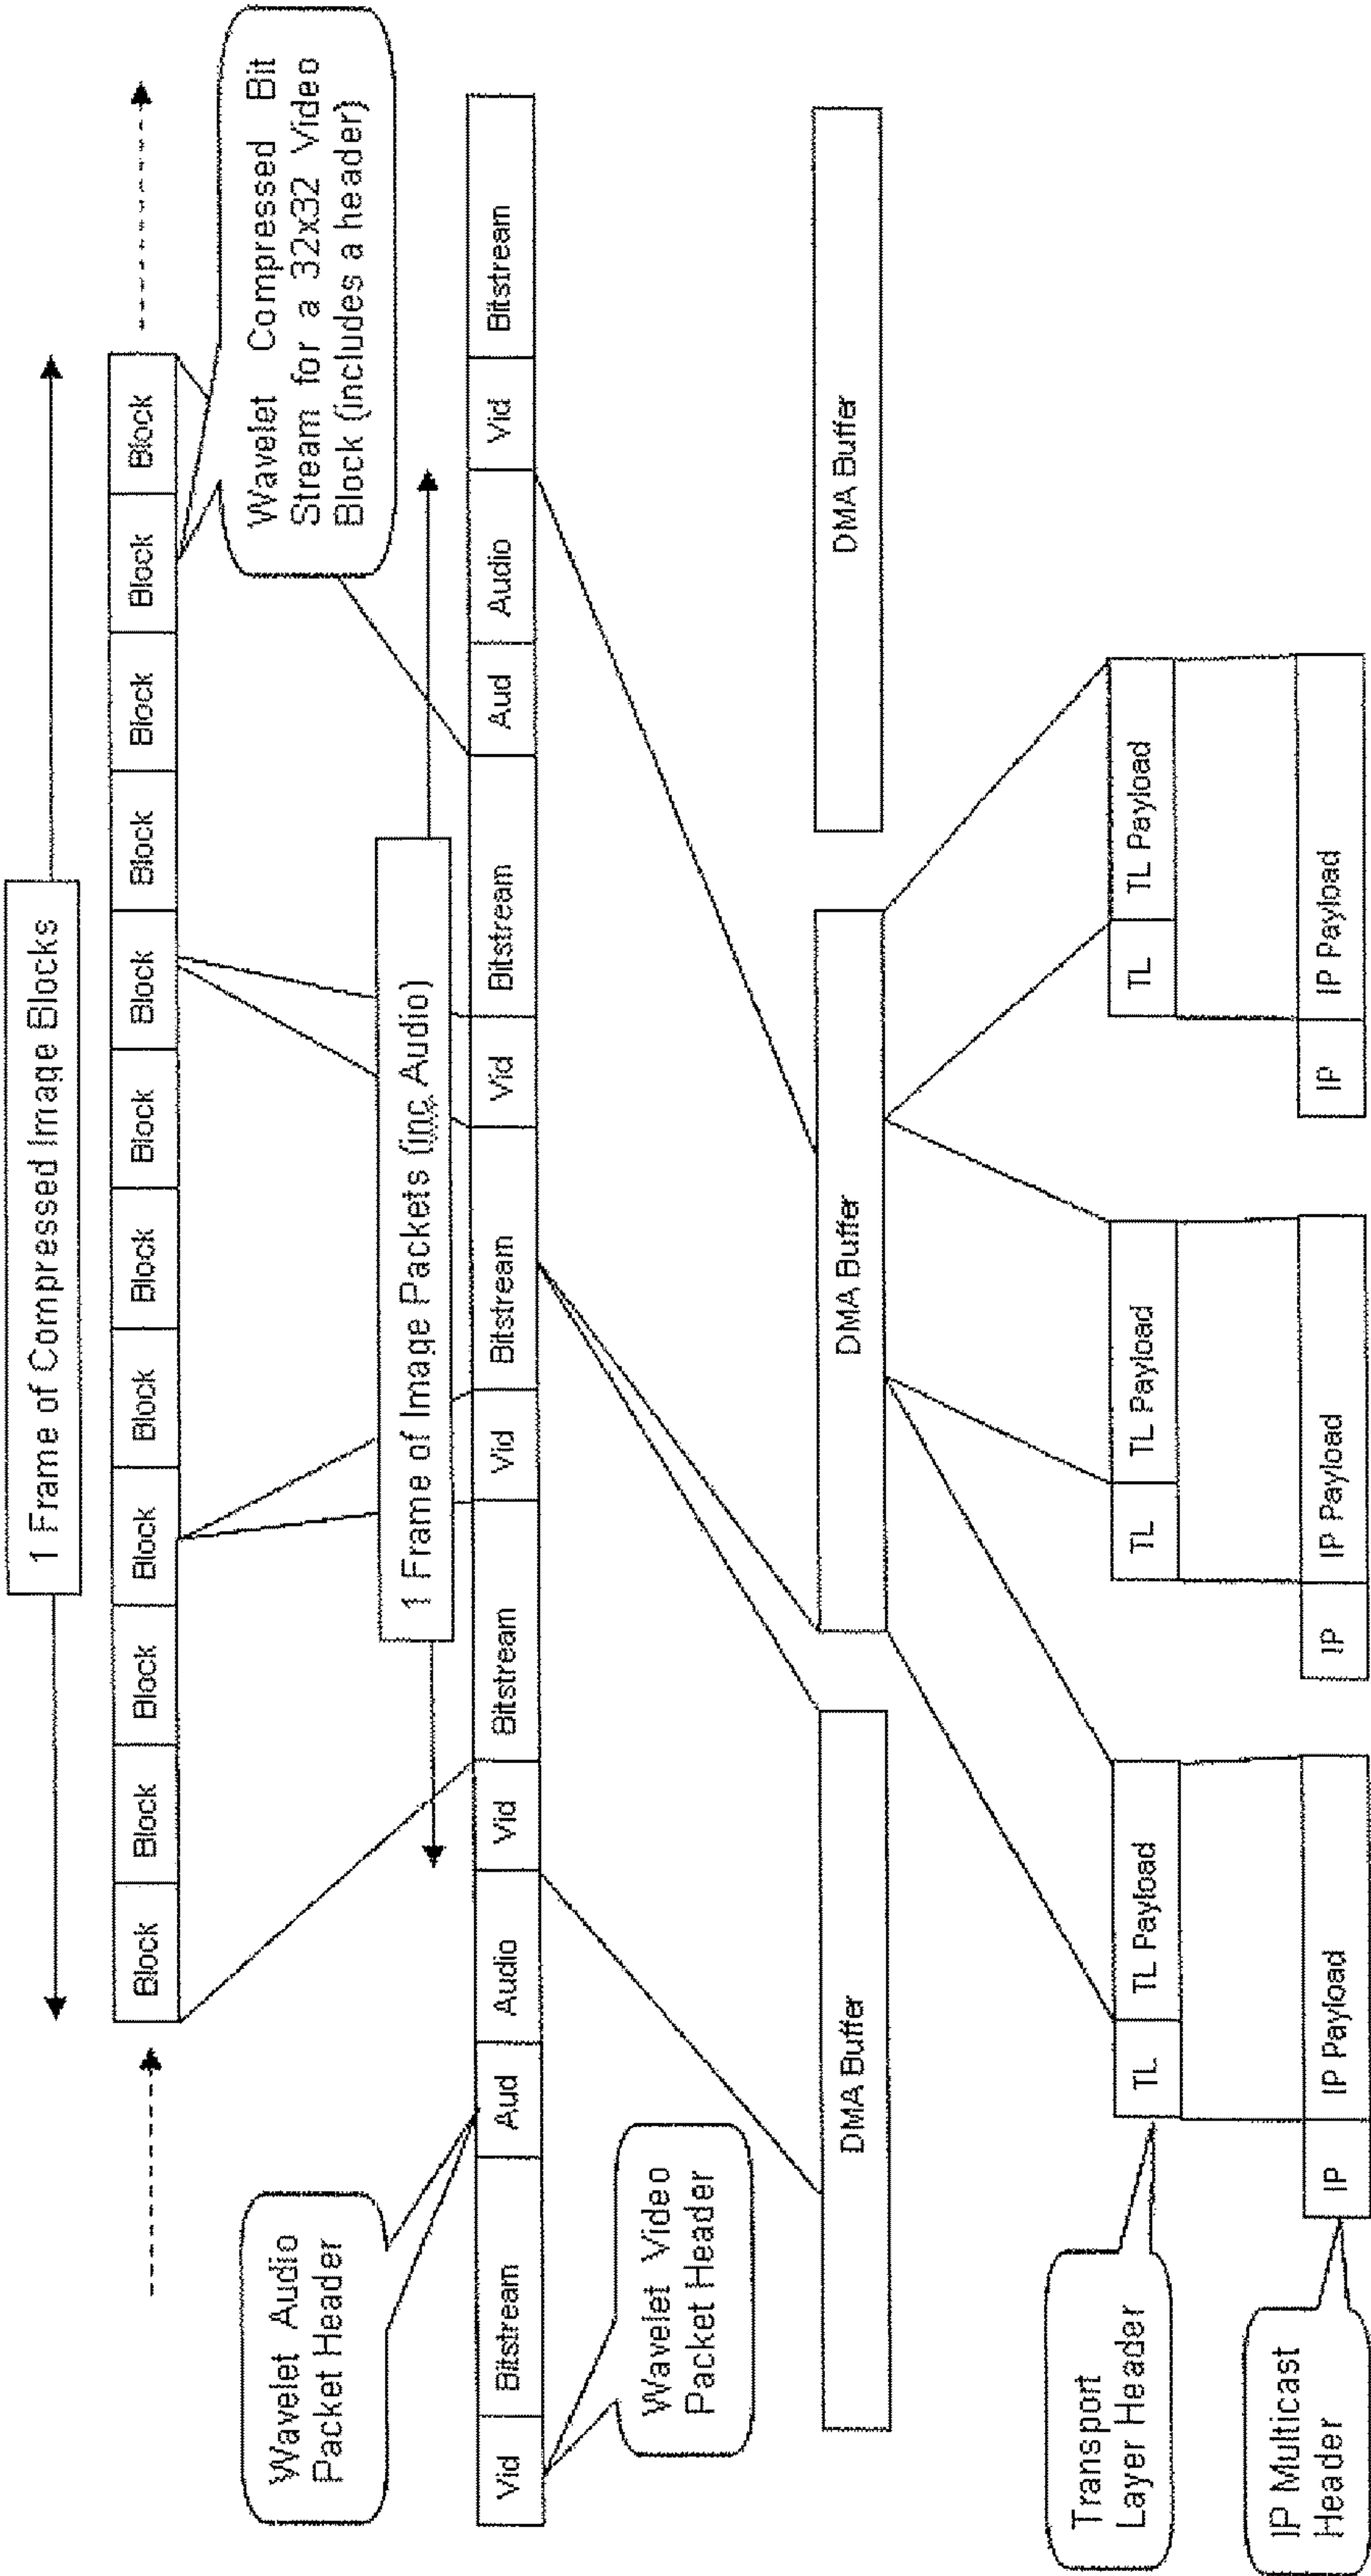 1 Frame of Compressed Image Blocks
Block Block Block Block Block Block Block Block Block Block Block Block
Wavelet Audio
Packet Header
Wavelet Compressed Bit
Stream for a 32x32 Video
Block (includes a header)
1 Frame of Image Packets (inc. Audio)
Vid Bitstream Aud Audio Vid Bitstream Vid Bitstream Vid Bitstream Aud Audio Vid Bitstream
Wavelet Video
Packet Header
DMA Buffer DMA Buffer DMA Buffer
Transport
Layer Header
TL TL Payload TL TL Payload TL TL Payload
IP Multicast
Header
IP IP Payload IP IP Payload IP IP Payload